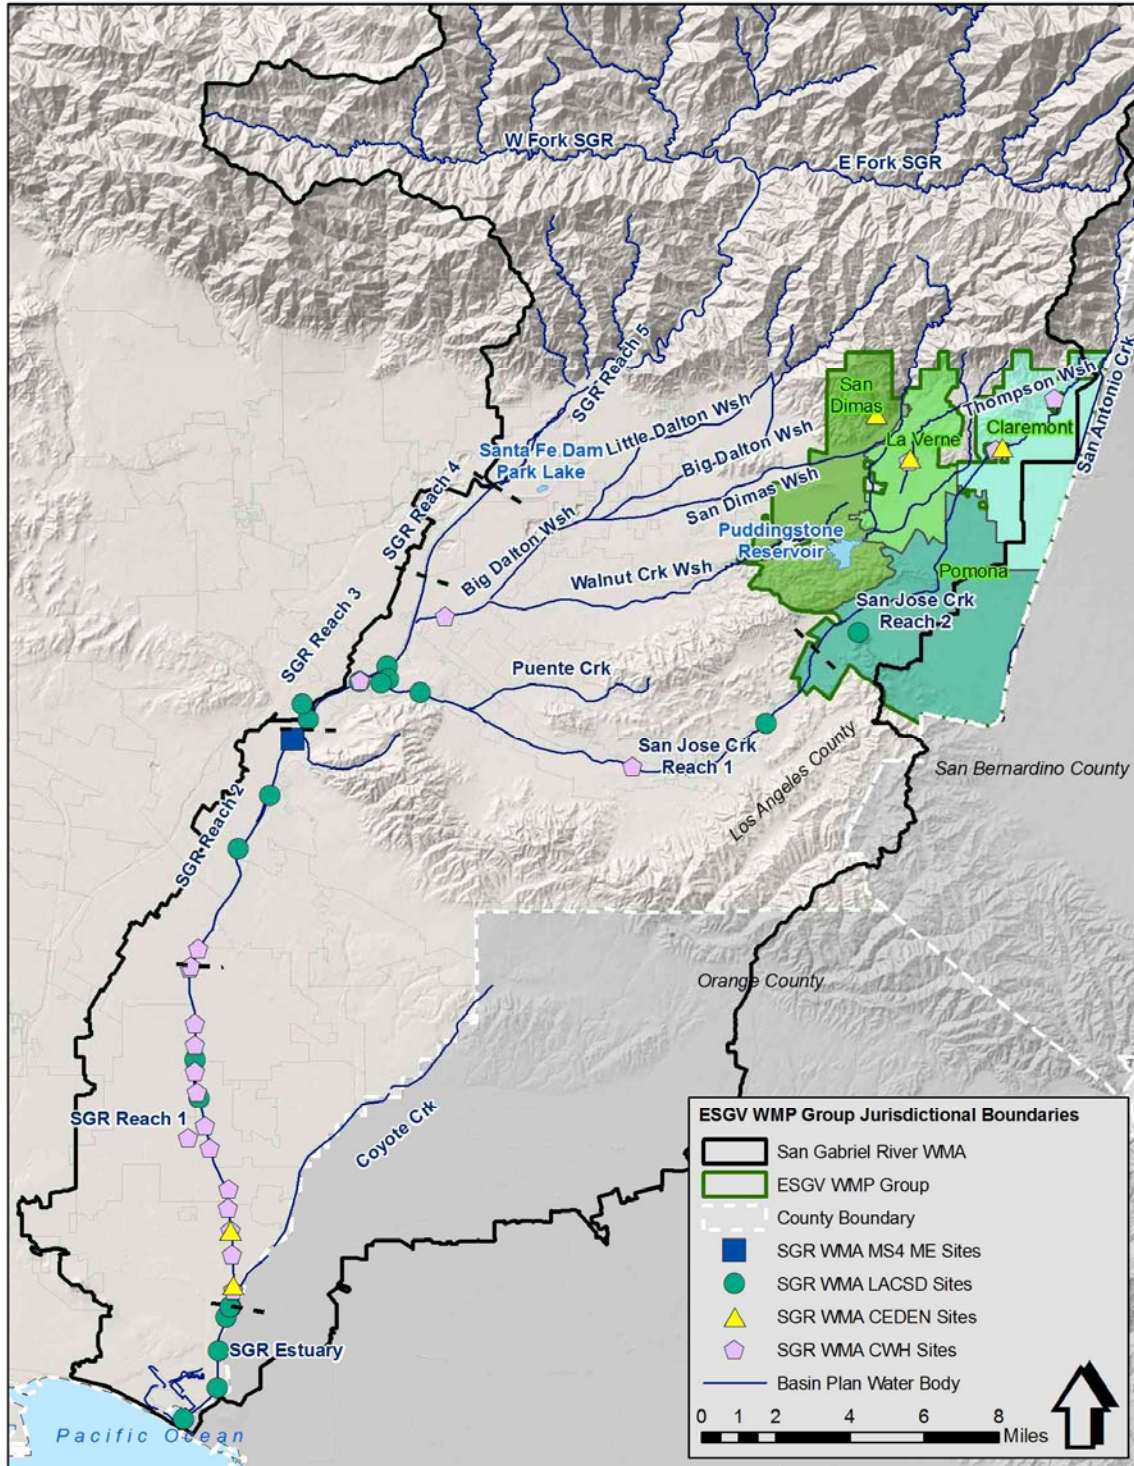 W Fork SGR
E Fork SGR
SGR Reach 5
San Dimas
Thompson Wsh
Little Dalton Wsh
La Verne
Claremont
San Antonio Crk
Santa Fe Dam
Park Lake
Big Dalton Wsh
San Dimas Wsh
SGR Reach 4
Big Dalton Wsh
Puddingstone
Reservoir
Walnut Crk Wsh
Pomona
San Jose Crk
Reach 2
SGR Reach 3
Puente Crk
San Jose Crk
Reach 1
Los Angeles County
San Bernardino County
SGR Reach 2
Orange County
SGR Reach 1
Coyote Crk
SGR Estuary
Pacific Ocean
ESGV WMP Group Jurisdictional Boundaries
San Gabriel River WMA
ESGV WMP Group
County Boundary
SGR WMA MS4 ME Sites
SGR WMA LACSD Sites
SGR WMA CEDEN Sites
SGR WMA CWH Sites
Basin Plan Water Body
0 1 2 4 6 8
Miles